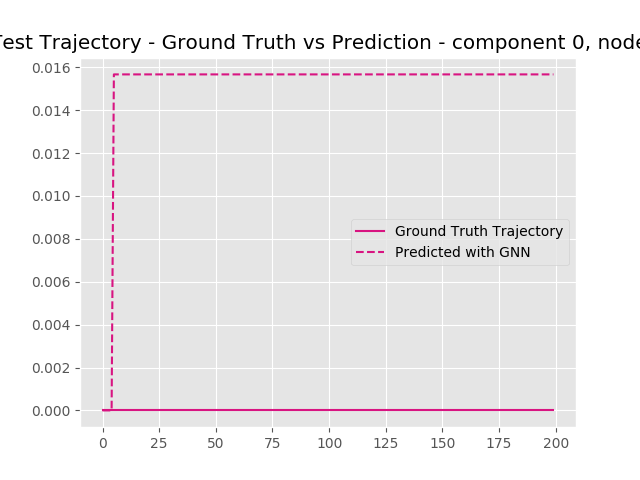 Test Trajectory - Ground Truth vs Prediction - component 0, node
0.016
0.014
0.012
0.010
0.008
0.006
0.004
0.002
0.000
Ground Truth Trajectory
Predicted with GNN
0 25 50 75 100 125 150 175 200